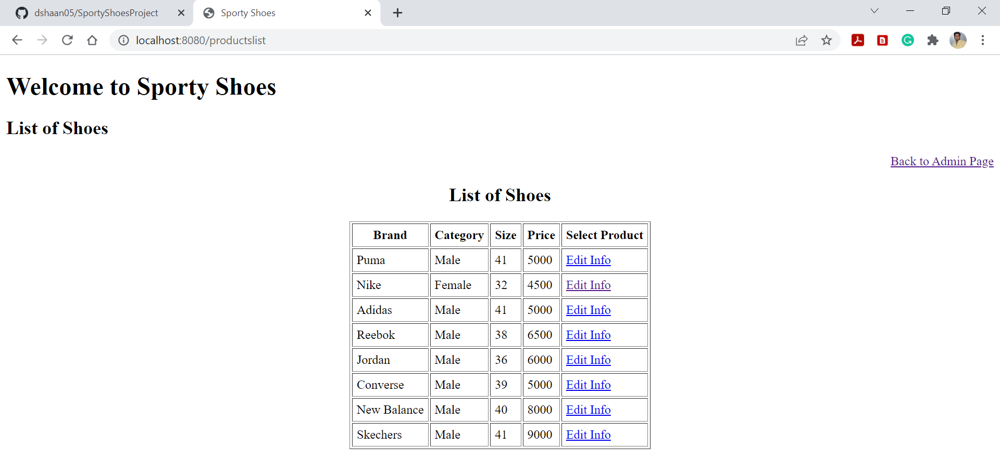 dshaan05/SportyShoesProject
Sporty Shoes
localhost:8080/productslist
Welcome to Sporty Shoes
List of Shoes
Back to Admin Page
List of Shoes
Brand Category Size Price Select Product
Puma Male 41 5000 Edit Info
Nike Female 32 4500 Edit Info
Adidas Male 41 5000 Edit Info
Reebok Male 38 6500 Edit Info
Jordan Male 36 6000 Edit Info
Converse Male 39 5000 Edit Info
New Balance Male 40 8000 Edit Info
Skechers Male 41 9000 Edit Info